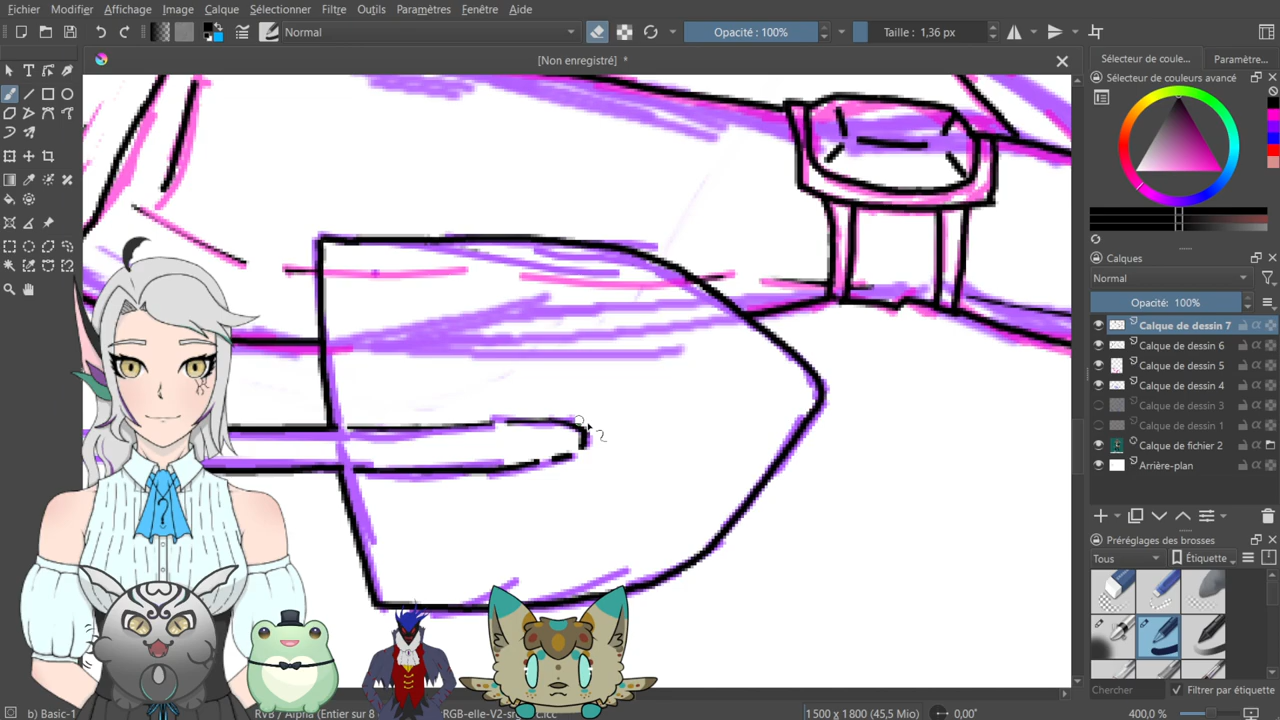 Fichier Modifier Affichage Image Calque Sélectionner Filtre Outils Paramètres Fenêtre Aide
Normal Opacité : 100% Taille : 1,36 px
[Non enregistré] *
Sélecteur de coule... Paramètre...
Sélecteur de couleurs avancé
Calques
Normal
Opacité: 100%
Calque de dessin 7
Calque de dessin 6
Calque de dessin 5
Calque de dessin 4
Calque de dessin 3
Calque de dessin 1
Calque de fichier 2
Arrière-plan
Préréglages des brosses
Tous Étiquette
Chercher Filtrer par étiquette
b) Basic-1 RVB / Alpha (Entier sur 8 1 500 x 1 800 (45,5 Mio) 0,00° 400,0 %